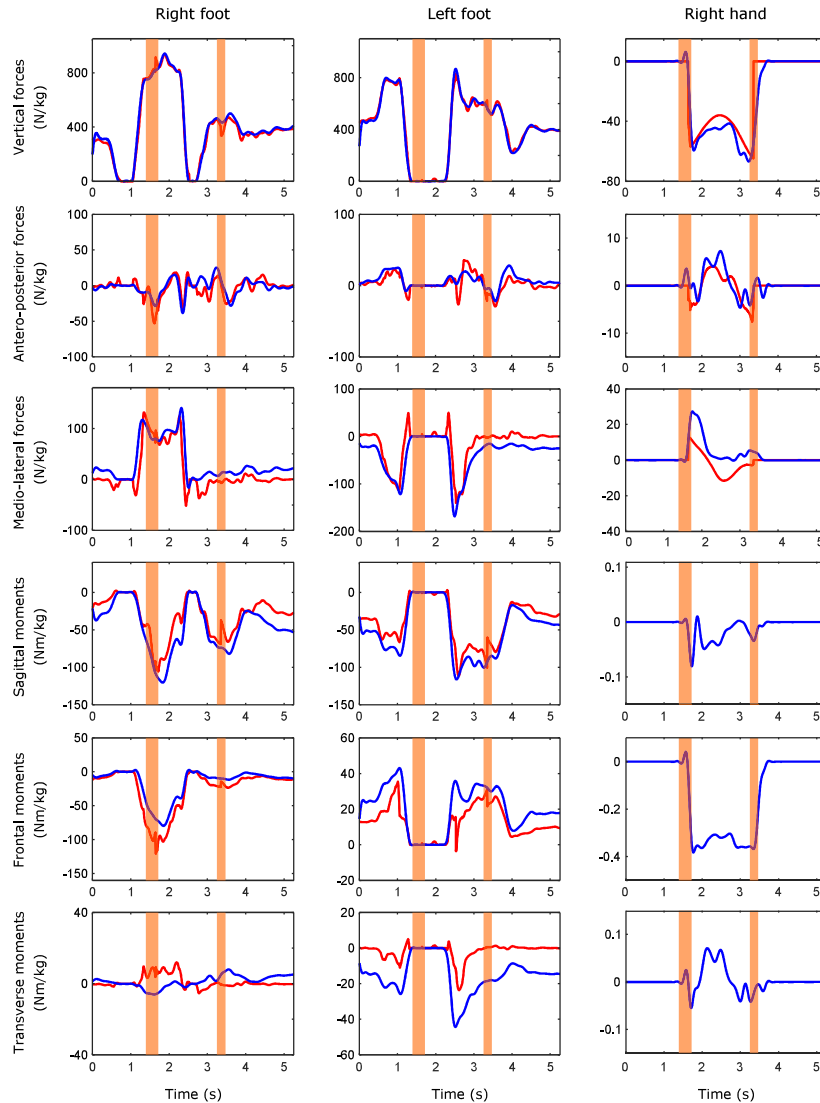 Right foot
Left foot
Right hand
Vertical forces
(N/kg)
800
400
0
0 1 2 3 4 5
800
400
0
0 1 2 3 4 5
0
-40
-80
0 1 2 3 4 5
Antero-posterior forces
(N/kg)
100
50
0
-50
-100
0 1 2 3 4 5
100
0
-100
0 1 2 3 4 5
10
0
-10
0 1 2 3 4 5
Medio-lateral forces
(N/kg)
100
0
-100
0 1 2 3 4 5
100
50
0
-100
-200
0 1 2 3 4 5
40
20
0
-20
-40
0 1 2 3 4 5
Sagittal moments
(Nm/kg)
0
-50
-100
-150
0 1 2 3 4 5
0
-50
-100
-150
0 1 2 3 4 5
0.1
0
-0.1
0 1 2 3 4 5
Frontal moments
(Nm/kg)
50
0
-50
-100
-150
0 1 2 3 4 5
60
40
20
0
-20
0 1 2 3 4 5
0
-0.2
-0.4
0 1 2 3 4 5
Transverse moments
(Nm/kg)
40
0
-40
0 1 2 3 4 5
20
0
-20
-40
-60
0 1 2 3 4 5
0.1
0
-0.1
0 1 2 3 4 5
Time (s)
Time (s)
Time (s)